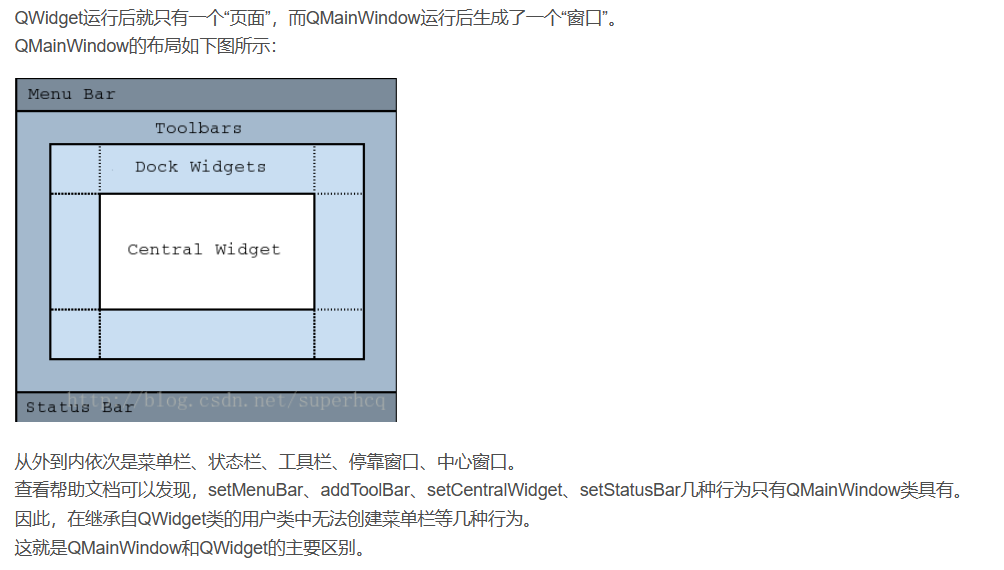 QWidget运行后就只有一个“页面”，而QMainWindow运行后生成了一个“窗口”。
QMainWindow的布局如下图所示：
Menu Bar
Toolbars
Dock Widgets
Central Widget
http://blog.csdn.net/superhcq
Status Bar
从外到内依次是菜单栏、状态栏、工具栏、停靠窗口、中心窗口。
查看帮助文档可以发现，setMenuBar、addToolBar、setCentralWidget、setStatusBar几种行为只有QMainWindow类具有。
因此，在继承自QWidget类的用户类中无法创建菜单栏等几种行为。
这就是QMainWindow和QWidget的主要区别。